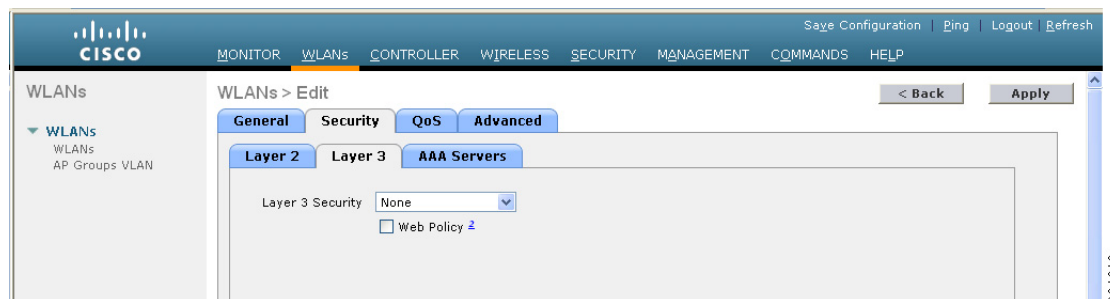 Save Configuration | Ping | Logout | Refresh
CISCO
MONITOR WLANs CONTROLLER WIRELESS SECURITY MANAGEMENT COMMANDS HELP
WLANs
WLANs > Edit
< Back Apply
General Security QoS Advanced
WLANs
WLANs
AP Groups VLAN
Layer 2 Layer 3 AAA Servers
Layer 3 Security None
Web Policy 2